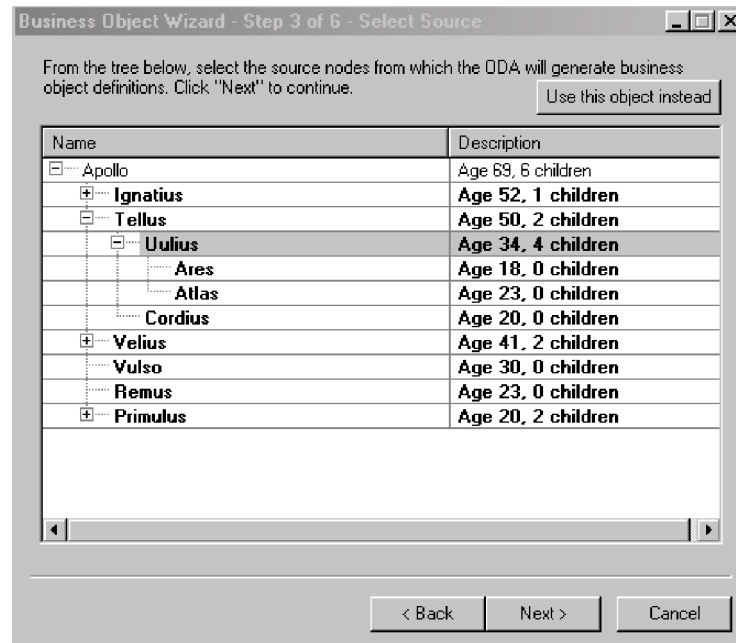 Business Object Wizard - Step 3 of 6 - Select Source
From the tree below, select the source nodes from which the ODA will generate business
object definitions. Click "Next" to continue.
Use this object instead
Name Description
Apollo Age 69, 6 children
Ignatius Age 52, 1 children
Tellus Age 50, 2 children
Uulius Age 34, 4 children
Ares Age 18, 0 children
Atlas Age 23, 0 children
Cordius Age 20, 0 children
Velius Age 41, 2 children
Vulso Age 30, 0 children
Remus Age 23, 0 children
Primulus Age 20, 2 children
< Back Next > Cancel